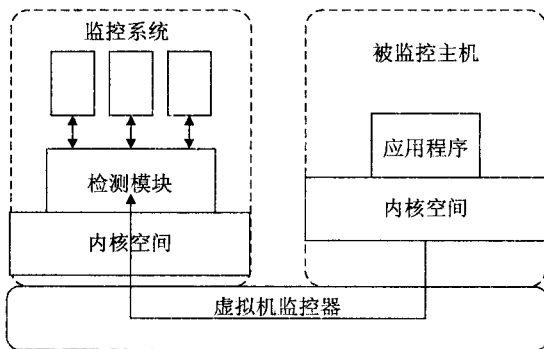 监控系统
被监控主机
检测模块
应用程序
内核空间
内核空间
虚拟机监控器